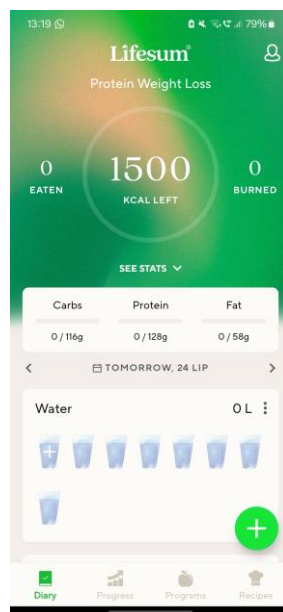 13:19 79%
Lifesum®
Protein Weight Loss
0 1500 0
EATEN KCAL LEFT BURNED
SEE STATS
Carbs Protein Fat
0 / 116g 0 / 128g 0 / 58g
TOMORROW, 24 LIP
Water 0 L
Diary Progress Programs Recipes